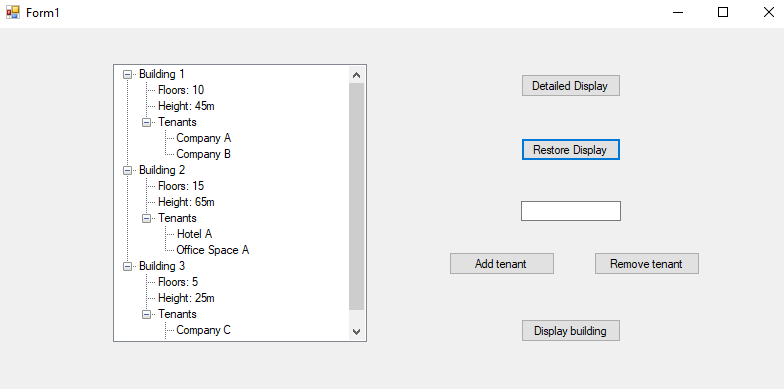 Form1
Building 1
Floors: 10
Height: 45m
Tenants
Company A
Company B
Building 2
Floors: 15
Height: 65m
Tenants
Hotel A
Office Space A
Building 3
Floors: 5
Height: 25m
Tenants
Company C
Detailed Display
Restore Display
Add tenant
Remove tenant
Display building